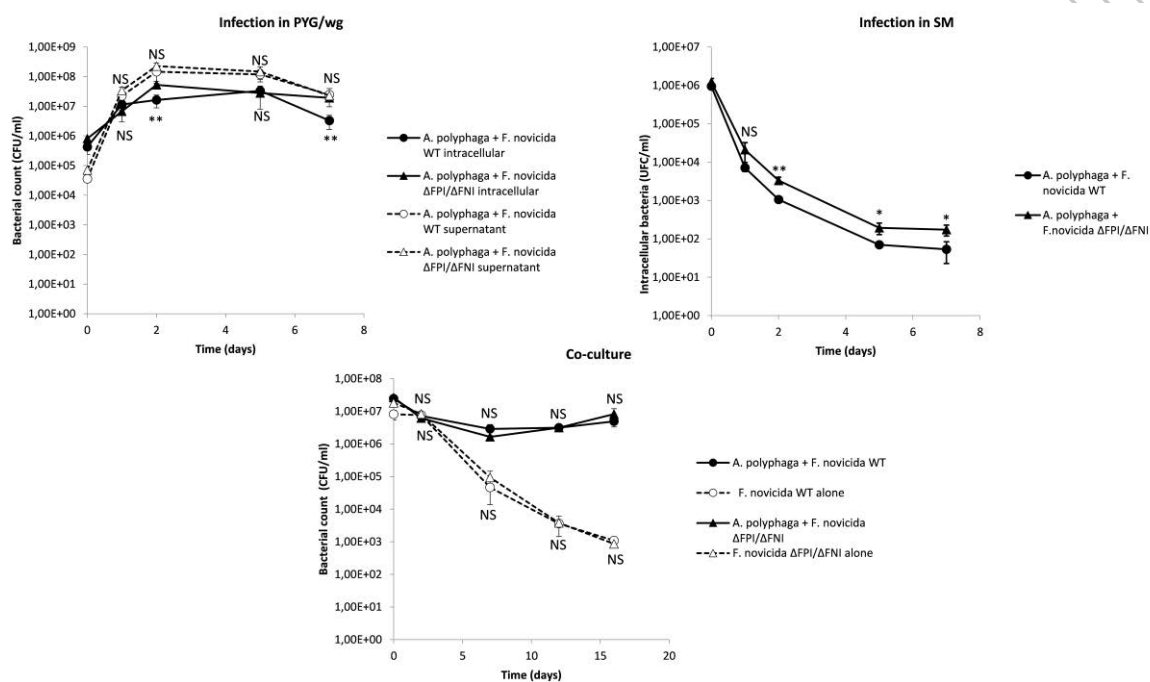 Infection in PYG/wg
1,00E+09
1,00E+08
1,00E+07
1,00E+06
1,00E+05
1,00E+04
1,00E+03
1,00E+02
1,00E+01
1,00E+00
Bacterial count (CFU/ml)
NS
NS
NS
NS
NS
**
NS
**
0
2
4
6
8
Time (days)
A. polyphaga + F. novicida
WT intracellular
A. polyphaga + F. novicida
ΔFPI/ΔFNI intracellular
A. polyphaga + F. novicida
WT supernatant
A. polyphaga + F. novicida
ΔFPI/ΔFNI supernatant
Infection in SM
1,00E+07
1,00E+06
1,00E+05
1,00E+04
1,00E+03
1,00E+02
1,00E+01
1,00E+00
Intracellular bacteria (UFC/ml)
NS
**
*
*
0
2
4
6
8
Time (days)
A. polyphaga + F.
novicida WT
A. polyphaga +
F.novicida ΔFPI/ΔFNI
Co-culture
1,00E+08
1,00E+07
1,00E+06
1,00E+05
1,00E+04
1,00E+03
1,00E+02
1,00E+01
1,00E+00
Bacterial count (CFU/ml)
NS
NS
NS
NS
NS
NS
NS
NS
0
5
10
15
20
Time (days)
A. polyphaga + F. novicida WT
F. novicida WT alone
A. polyphaga + F. novicida
ΔFPI/ΔFNI
F. novicida ΔFPI/ΔFNI alone